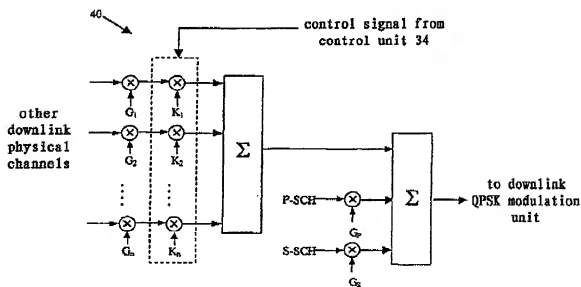 40
control signal from
control unit 34
other
downlink
physical
channels
G1
K1
G2
K2
Gn
Kn
Σ
P-SCH
GP
S-SCH
GS
Σ
to downlink
QPSK modulation
unit